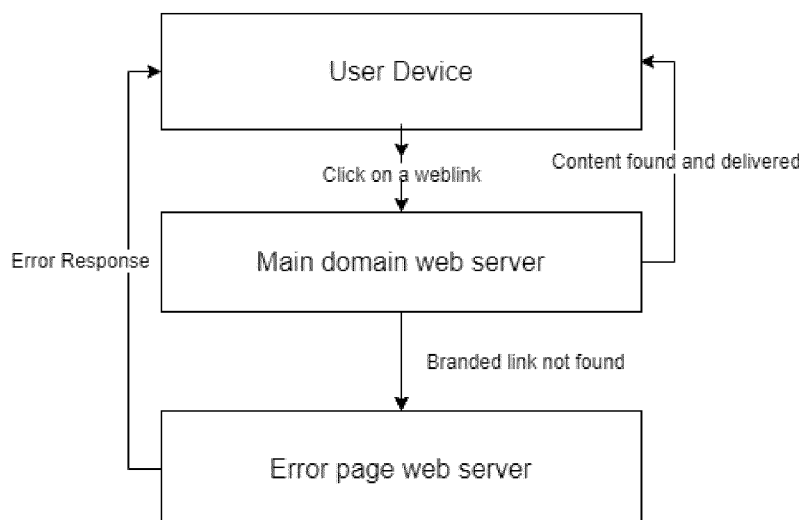 User Device
Click on a weblink
Content found and delivered
Main domain web server
Error Response
Branded link not found
Error page web server